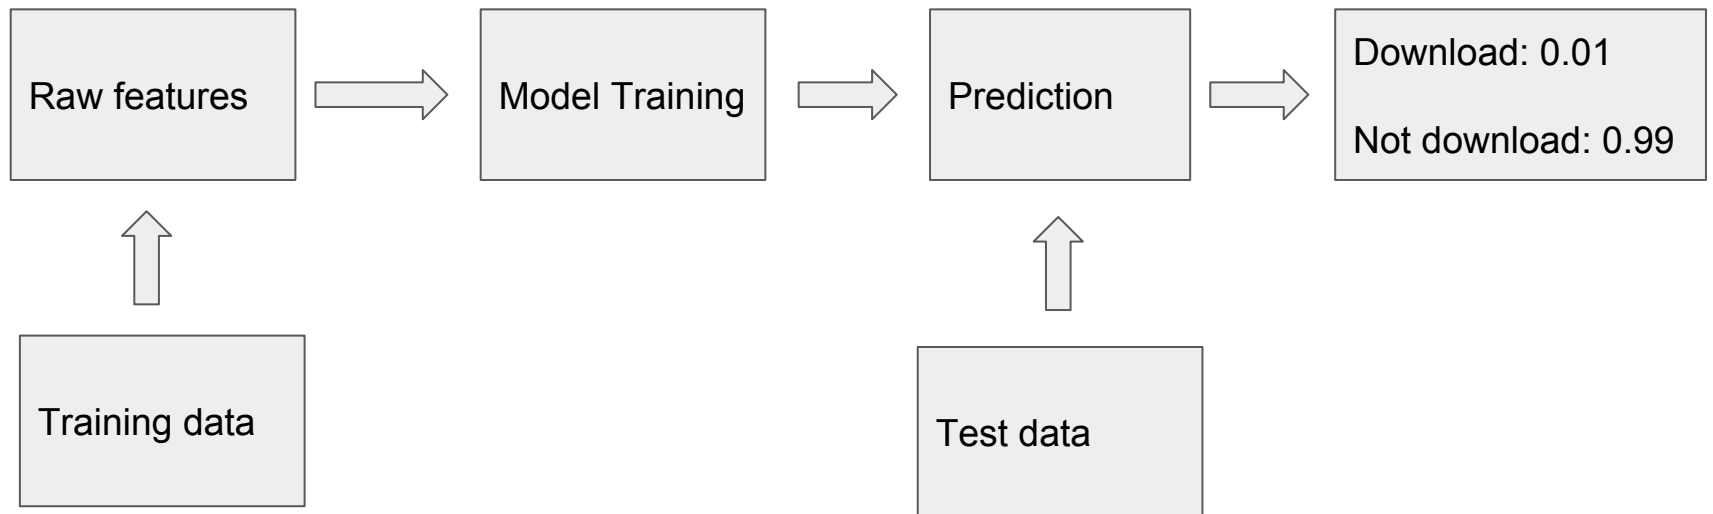 Raw features
Model Training
Prediction
Download: 0.01
Not download: 0.99
Training data
Test data